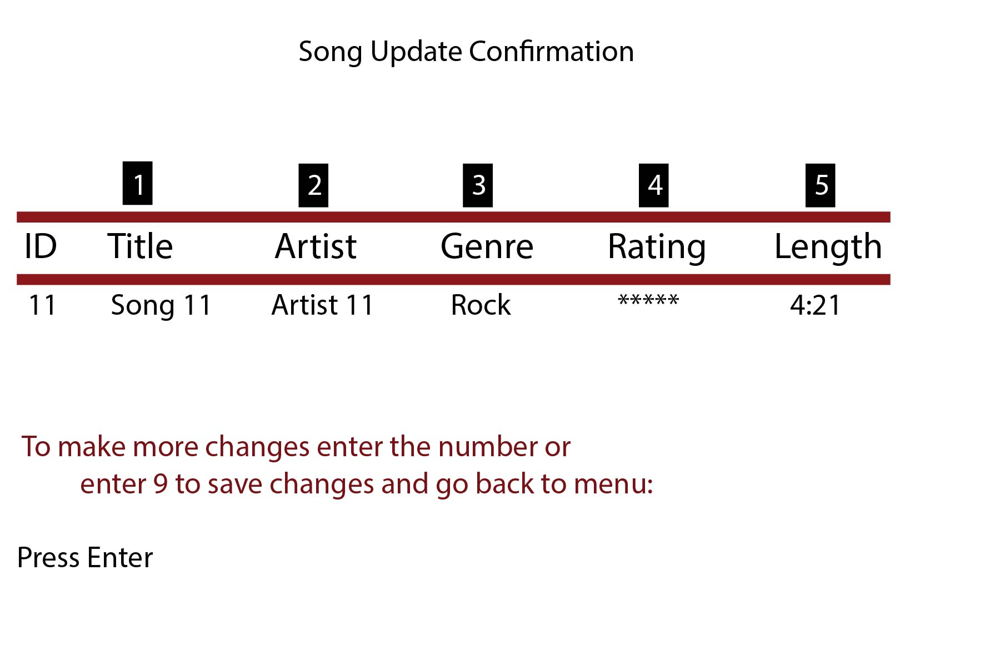 Song Update Confirmation
1 2 3 4 5
ID Title Artist Genre Rating Length
11 Song 11 Artist 11 Rock ***** 4:21
To make more changes enter the number or
enter 9 to save changes and go back to menu:
Press Enter